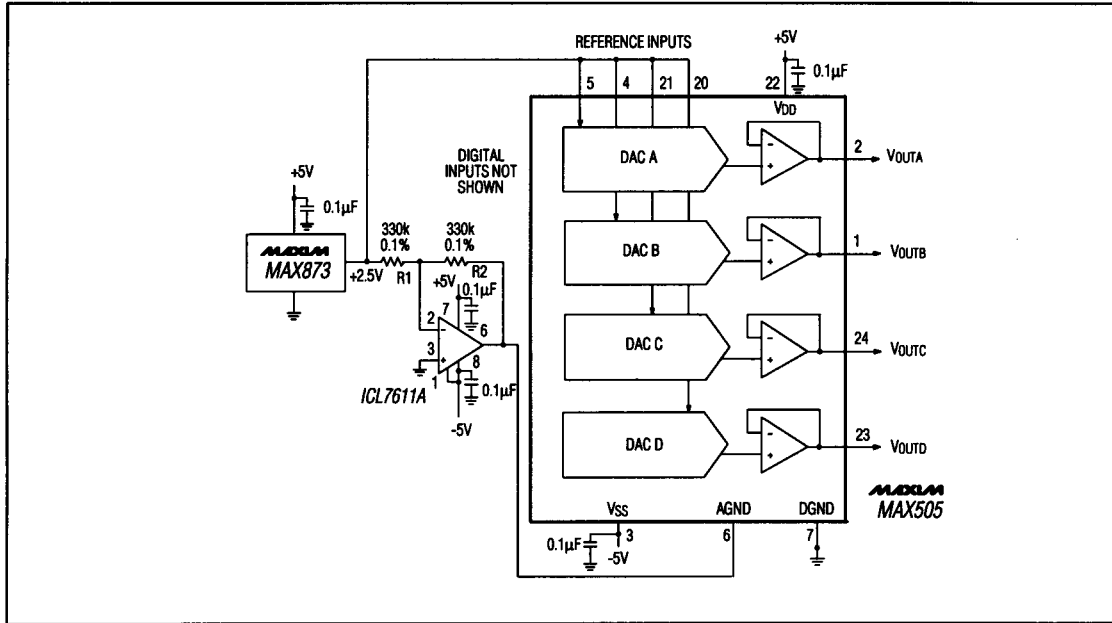 REFERENCE INPUTS
+5V
0.1µF
5
4
21
20
22
VDD
DIGITAL
INPUTS NOT
SHOWN
DAC A
2
VOUTA
+5V
0.1µF
MAXIM
MAX873
+2.5V
330k
0.1%
R1
330k
0.1%
R2
+5V
0.1µF
7
2
-
3
+
6
8
1
0.1µF
ICL7611A
-5V
-
+
DAC B
1
VOUTB
-
+
DAC C
24
VOUTC
-
+
DAC D
23
VOUTD
-
+
MAXIM
MAX505
VSS
AGND
DGND
3
6
7
0.1µF
-5V